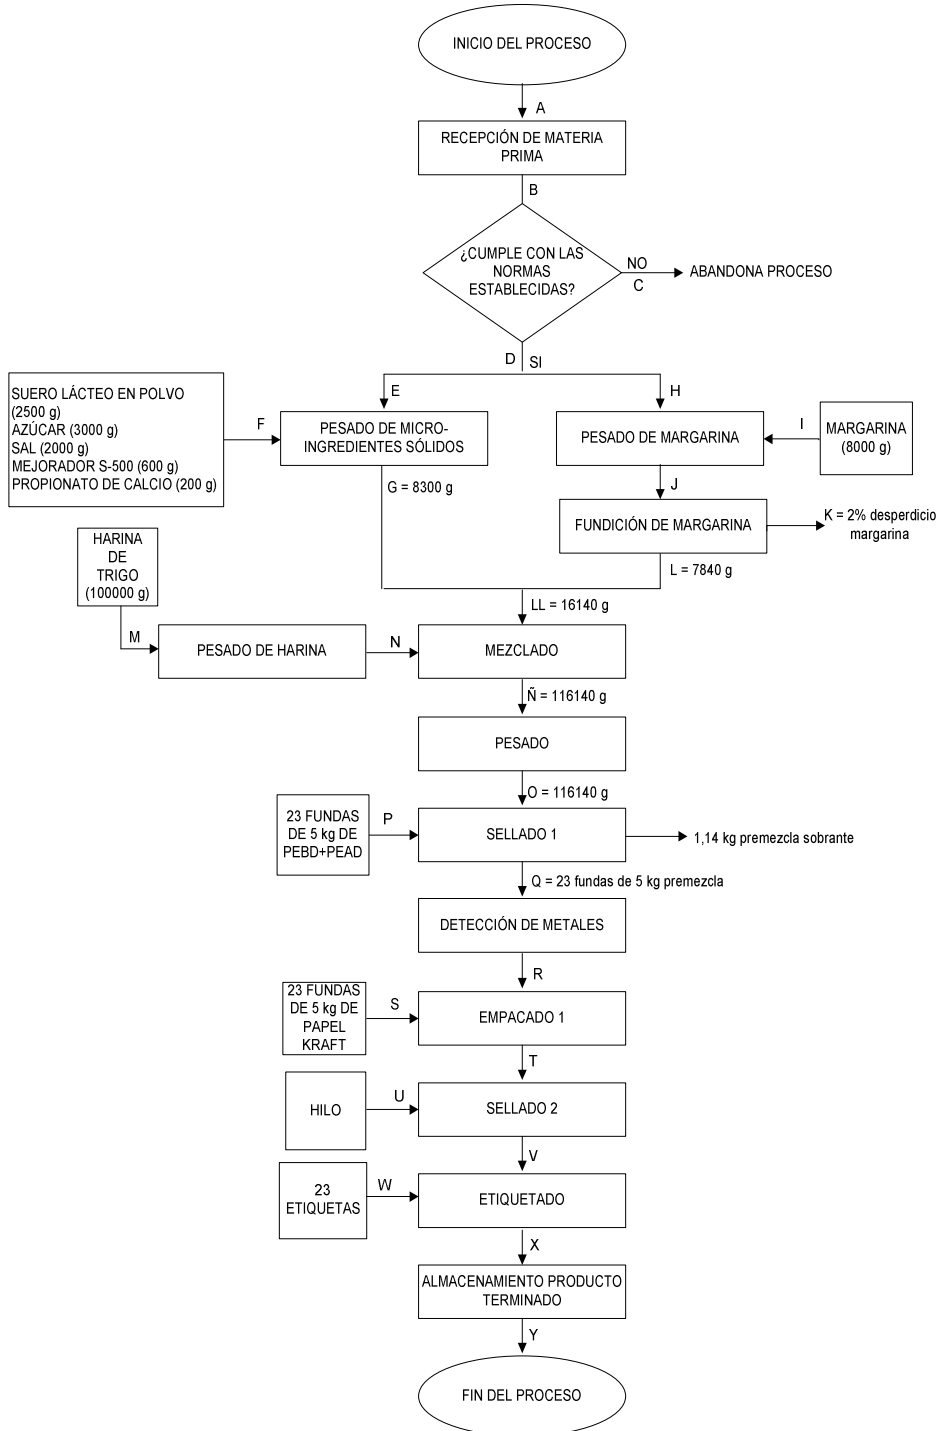 INICIO DEL PROCESO
A
RECEPCIÓN DE MATERIA
PRIMA
B
¿CUMPLE CON LAS
NORMAS
ESTABLECIDAS?
NO
C
ABANDONA PROCESO
D
SI
E
H
SUERO LÁCTEO EN POLVO
(2500 g)
AZÚCAR (3000 g)
SAL (2000 g)
MEJORADOR S-500 (600 g)
PROPIONATO DE CALCIO (200 g)
F
PESADO DE MICRO-
INGREDIENTES SÓLIDOS
PESADO DE MARGARINA
I
MARGARINA
(8000 g)
G = 8300 g
J
FUNDICIÓN DE MARGARINA
K = 2% desperdicio
margarina
L = 7840 g
HARINA
DE
TRIGO
(100000 g)
LL = 16140 g
M
PESADO DE HARINA
N
MEZCLADO
Ñ = 116140 g
PESADO
O = 116140 g
23 FUNDAS
DE 5 kg DE
PEBD+PEAD
P
SELLADO 1
1,14 kg premezcla sobrante
Q = 23 fundas de 5 kg premezcla
DETECCIÓN DE METALES
R
23 FUNDAS
DE 5 kg DE
PAPEL
KRAFT
S
EMPACADO 1
T
HILO
U
SELLADO 2
V
23
ETIQUETAS
W
ETIQUETADO
X
ALMACENAMIENTO PRODUCTO
TERMINADO
Y
FIN DEL PROCESO